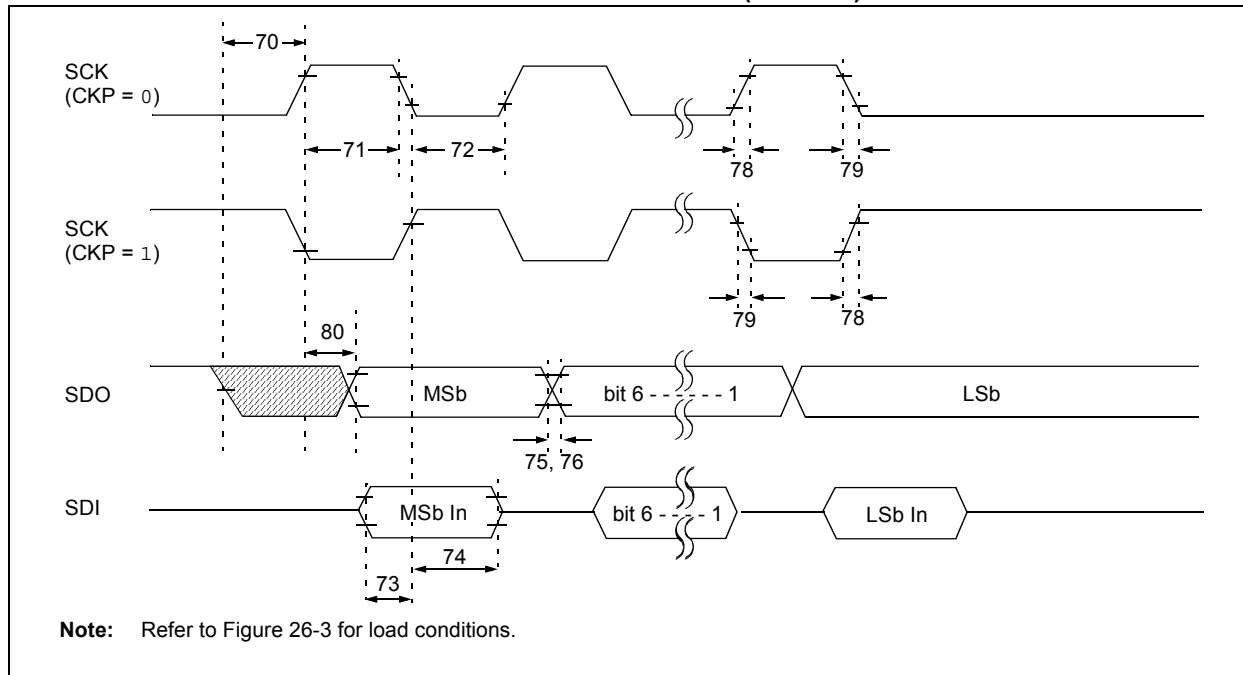 70
SCK
(CKP = 0)
71
72
78
79
SCK
(CKP = 1)
79
78
80
SDO
MSb
bit 6 - - - - - - 1
LSb
75, 76
SDI
MSb In
bit 6 - - - - - 1
LSb In
74
73
Note: Refer to Figure 26-3 for load conditions.